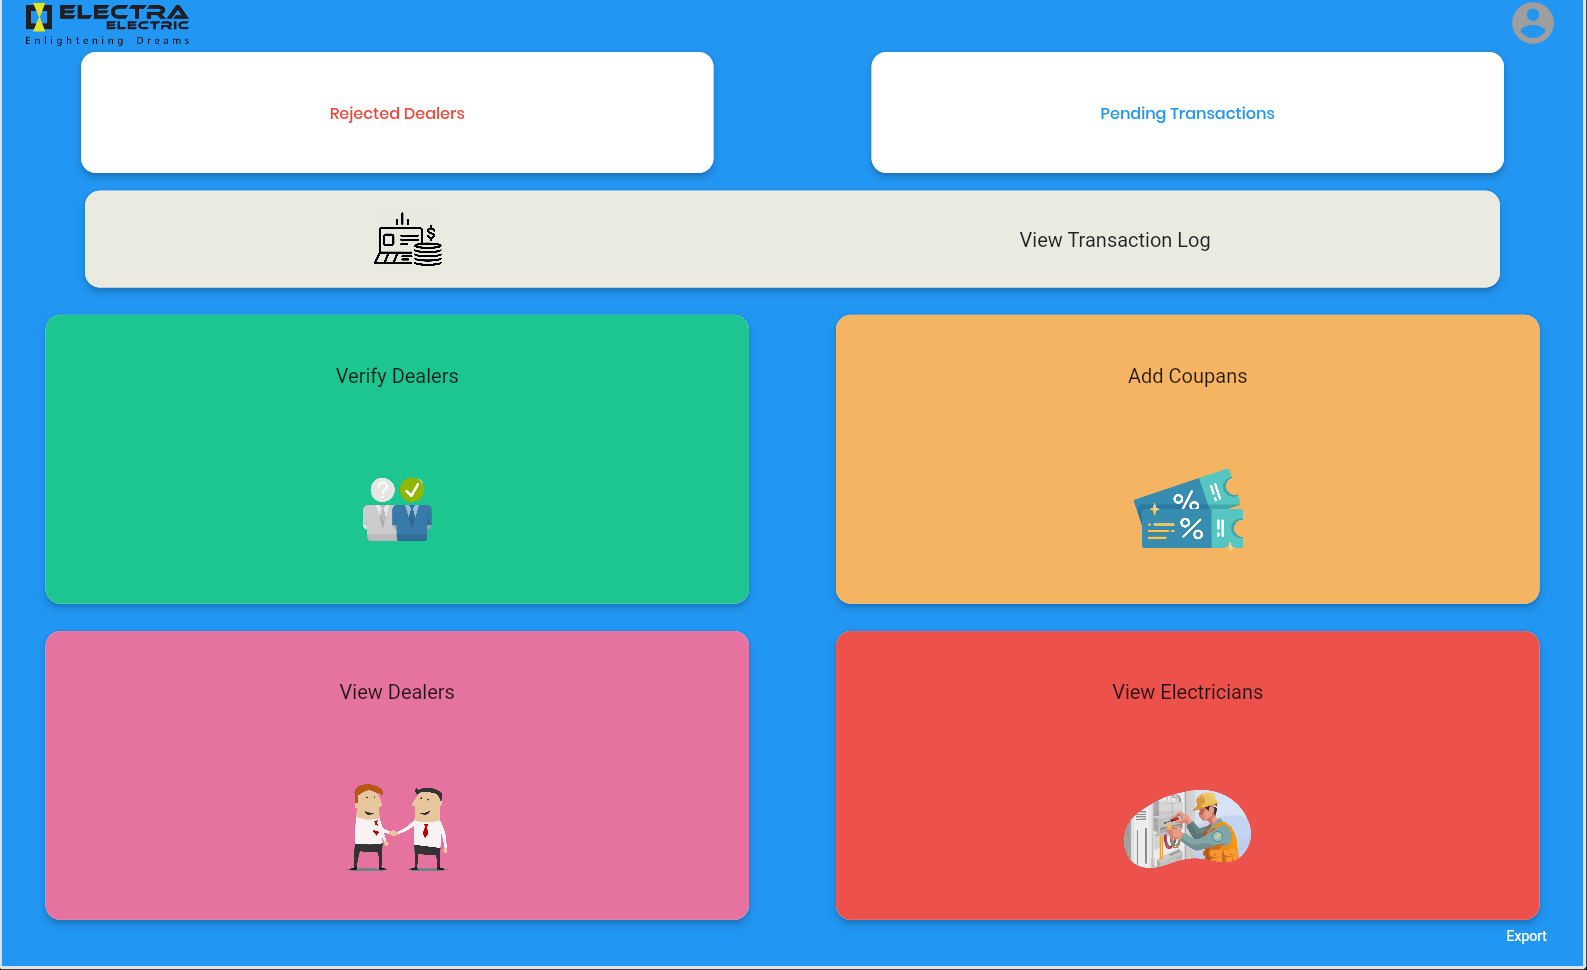 ELECTRA
ELECTRIC
Enlightening Dreams
Rejected Dealers
Pending Transactions
$
View Transaction Log
Verify Dealers
Add Coupans
?
%
%
View Dealers
View Electricians
Export